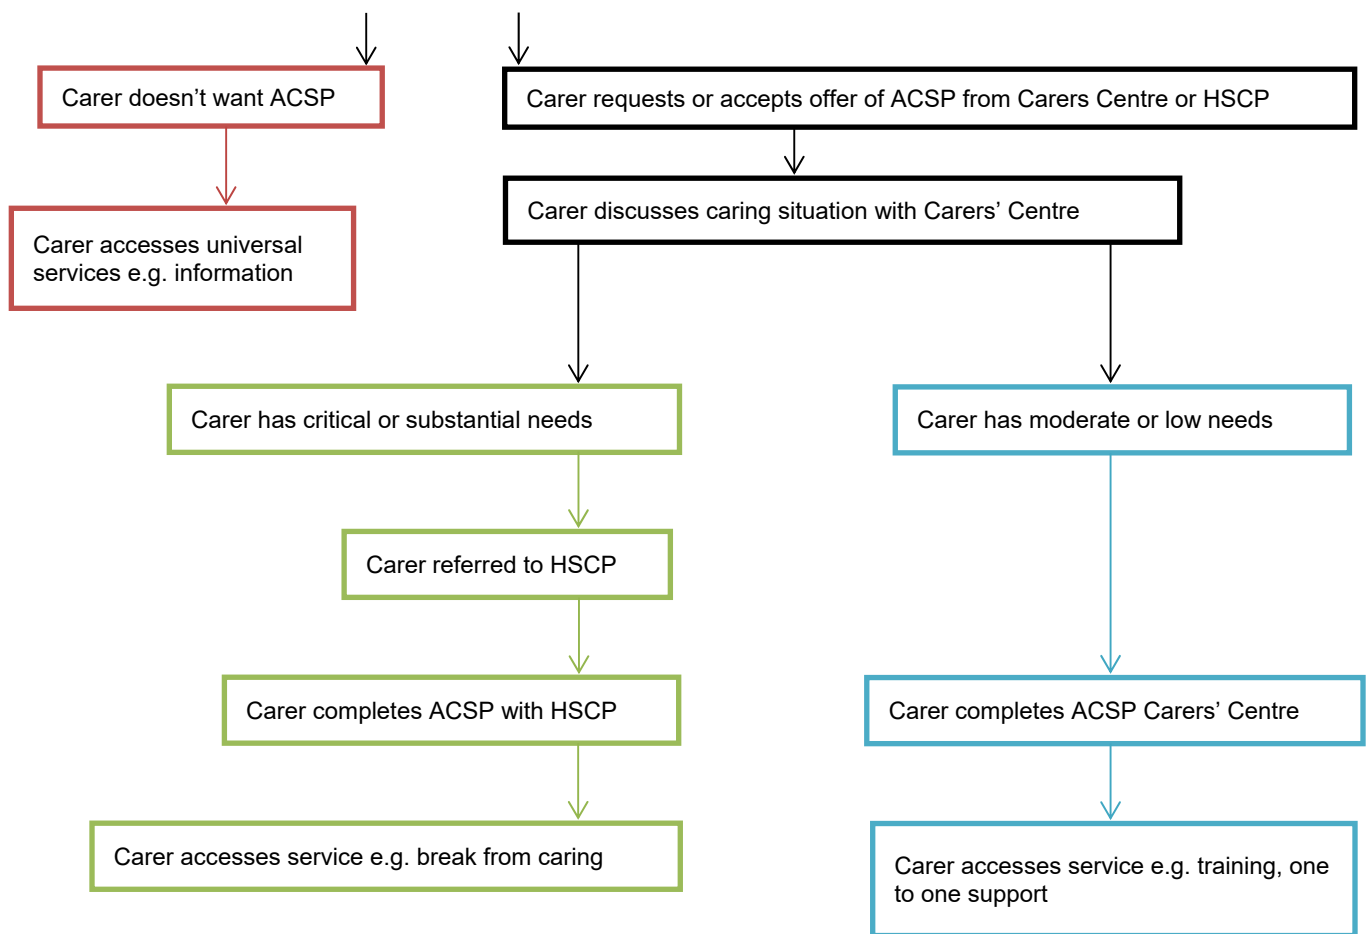 Carer doesn’t want ACSP
Carer requests or accepts offer of ACSP from Carers Centre or HSCP
Carer discusses caring situation with Carers’ Centre
Carer accesses universal
services e.g. information
Carer has critical or substantial needs
Carer has moderate or low needs
Carer referred to HSCP
Carer completes ACSP with HSCP
Carer completes ACSP Carers’ Centre
Carer accesses service e.g. break from caring
Carer accesses service e.g. training, one
to one support